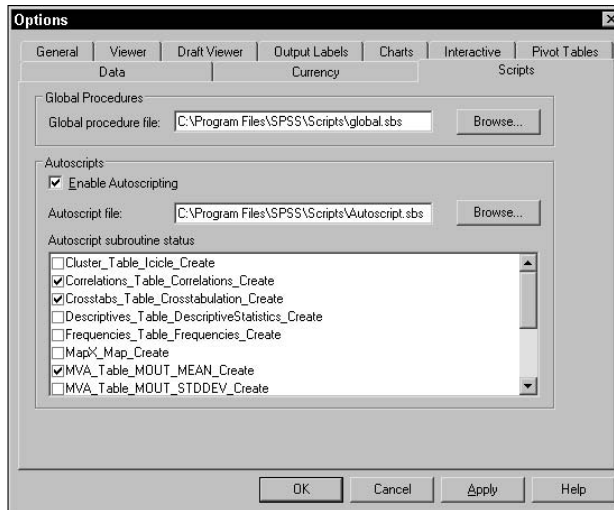 Options
General Viewer Draft Viewer Output Labels Charts Interactive Pivot Tables
Data Currency Scripts
Global Procedures
Global procedure file: C:\Program Files\SPSS\Scripts\global.sbs Browse...
Autoscripts
Enable Autoscripting
Autoscript file: C:\Program Files\SPSS\Scripts\Autoscript.sbs Browse...
Autoscript subroutine status
Cluster_Table_Icicle_Create
Correlations_Table_Correlations_Create
Crosstabs_Table_Crosstabulation_Create
Descriptives_Table_DescriptiveStatistics_Create
Frequencies_Table_Frequencies_Create
MapX_Map_Create
MVA_Table_MOUT_MEAN_Create
MVA_Table_MOUT_STDDEV_Create
OK Cancel Apply Help